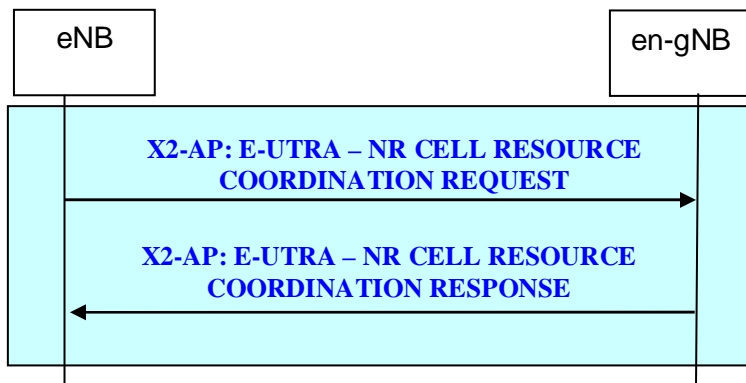 eNB
en-gNB
X2-AP: E-UTRA – NR CELL RESOURCE
COORDINATION REQUEST
X2-AP: E-UTRA – NR CELL RESOURCE
COORDINATION RESPONSE